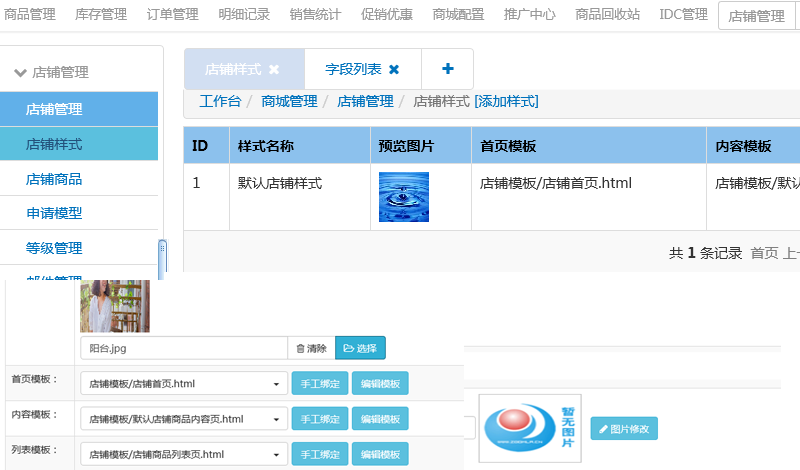 商品管理 库存管理 订单管理 明细记录 销售统计 促销优惠 商城配置 推广中心 商品回收站 IDC管理 店铺管理
店铺管理
店铺管理
店铺样式
店铺商品
申请模型
等级管理
邮件管理
店铺样式 字段列表
工作台 / 商城管理 / 店铺管理 / 店铺样式 [添加样式]
ID 样式名称 预览图片 首页模板 内容模板
1 默认店铺样式 店铺模板/店铺首页.html 店铺模板/默认
共 1 条记录 首页 上一
阳台.jpg 清除 选择
首页模板： 店铺模板/店铺首页.html 手工绑定 编辑模板
内容模板： 店铺模板/默认店铺商品内容页.html 手工绑定 编辑模板
列表模板： 店铺模板/店铺商品列表页.html 手工绑定 编辑模板
暂无图片
图片修改